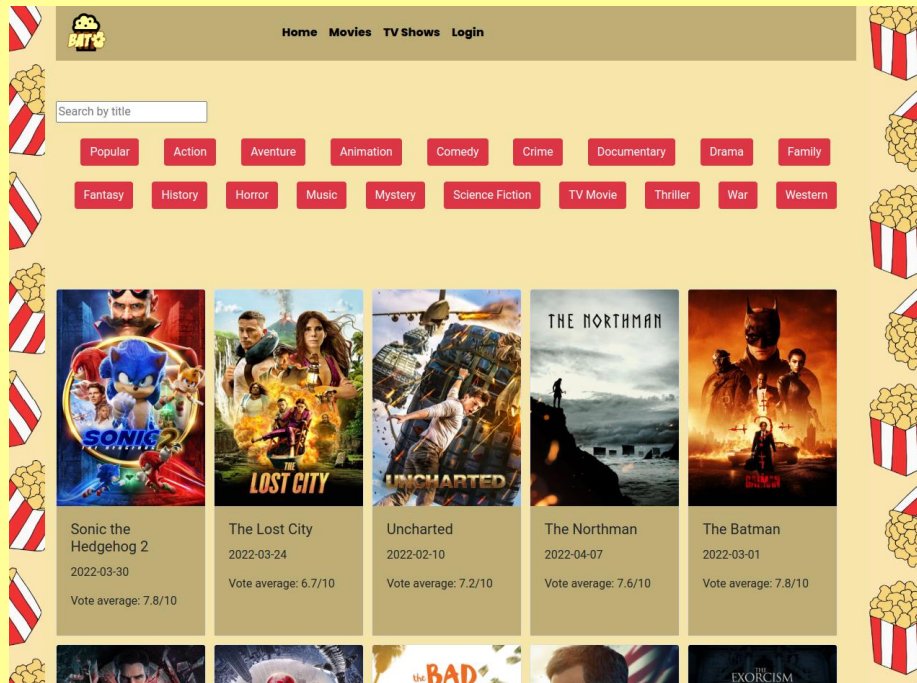 BAT
Home Movies TV Shows Login
Search by title
Popular Action Aventure Animation Comedy Crime Documentary Drama Family
Fantasy History Horror Music Mystery Science Fiction TV Movie Thriller War Western
SONIC 2
THE
LOST CITY
UNCHARTED
THE NORTHMAN
BATMAN
Sonic the
Hedgehog 2
2022-03-30
Vote average: 7.8/10
The Lost City
2022-03-24
Vote average: 6.7/10
Uncharted
2022-02-10
Vote average: 7.2/10
The Northman
2022-04-07
Vote average: 7.6/10
The Batman
2022-03-01
Vote average: 7.8/10
the BAD
THE
EXORCISM